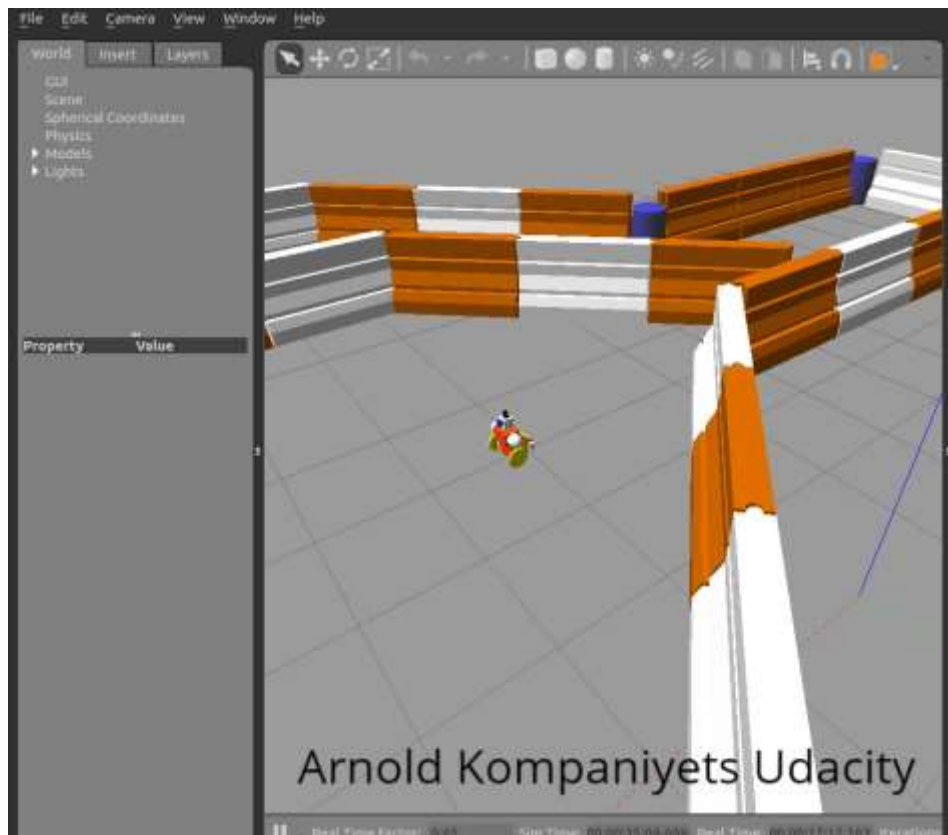 File Edit Camera View Window Help
World Insert Layers
GUI
Scene
Spherical Coordinates
Physics
Models
Lights
Property Value
Arnold Kompaniyets Udacity
Real Time Factor: Sim Time: Real Time: Iterations